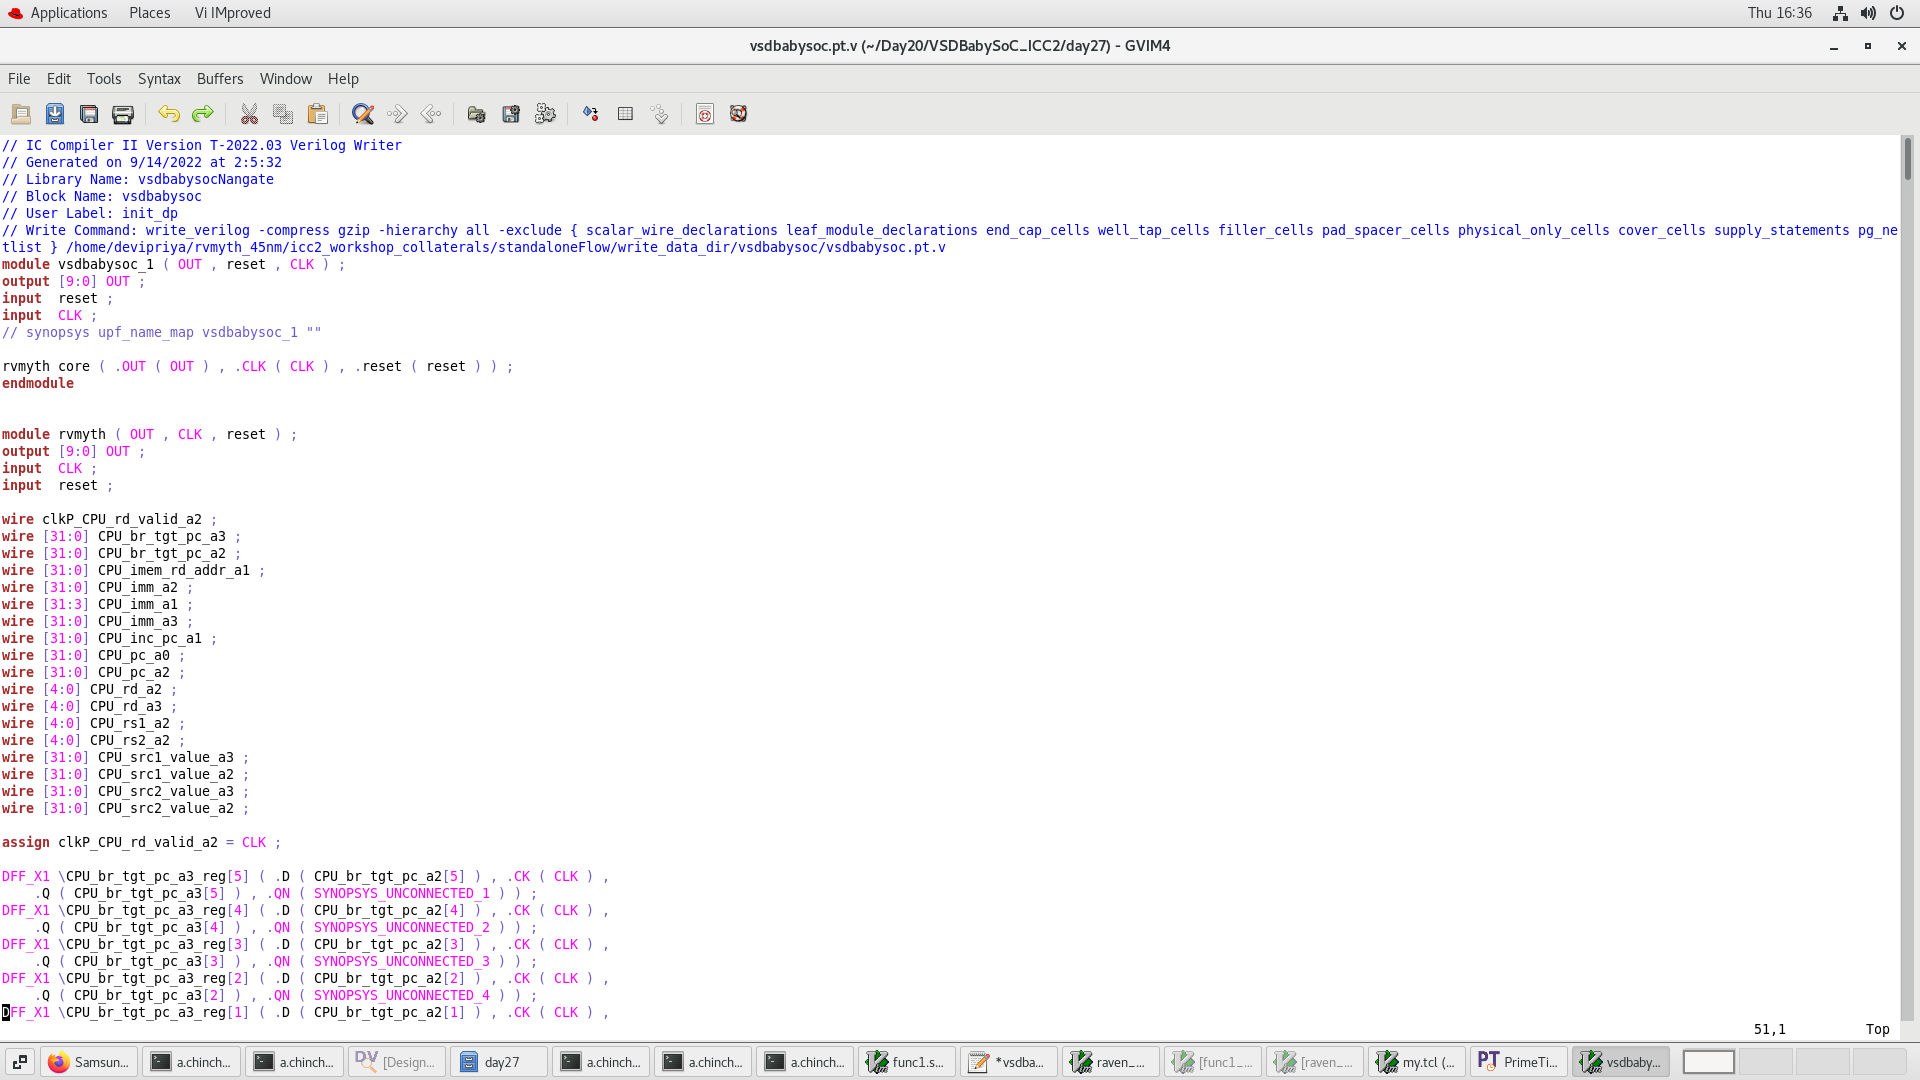 Applications Places Vi IMproved Thu 16:36
vsdbabysoc.pt.v (~/Day20/VSDBabySoC_ICC2/day27) - GVIM4
File Edit Tools Syntax Buffers Window Help
// IC Compiler II Version T-2022.03 Verilog Writer
// Generated on 9/14/2022 at 2:5:32
// Library Name: vsdbabysocNangate
// Block Name: vsdbabysoc
// User Label: init_dp
// Write Command: write_verilog -compress gzip -hierarchy all -exclude { scalar_wire_declarations leaf_module_declarations end_cap_cells well_tap_cells filler_cells pad_spacer_cells physical_only_cells cover_cells supply_statements pg_ne
tlist } /home/devipriya/rvmyth_45nm/icc2_workshop_collaterals/standaloneFlow/write_data_dir/vsdbabysoc/vsdbabysoc.pt.v
module vsdbabysoc_1 ( OUT , reset , CLK ) ;
output [9:0] OUT ;
input  reset ;
input  CLK ;
// synopsys upf_name_map vsdbabysoc_1 ""
rvmyth core ( .OUT ( OUT ) , .CLK ( CLK ) , .reset ( reset ) ) ;
endmodule
module rvmyth ( OUT , CLK , reset ) ;
output [9:0] OUT ;
input  CLK ;
input  reset ;
wire clkP_CPU_rd_valid_a2 ;
wire [31:0] CPU_br_tgt_pc_a3 ;
wire [31:0] CPU_br_tgt_pc_a2 ;
wire [31:0] CPU_imem_rd_addr_a1 ;
wire [31:0] CPU_imm_a2 ;
wire [31:3] CPU_imm_a1 ;
wire [31:0] CPU_imm_a3 ;
wire [31:0] CPU_inc_pc_a1 ;
wire [31:0] CPU_pc_a0 ;
wire [31:0] CPU_pc_a2 ;
wire [4:0] CPU_rd_a2 ;
wire [4:0] CPU_rd_a3 ;
wire [4:0] CPU_rs1_a2 ;
wire [4:0] CPU_rs2_a2 ;
wire [31:0] CPU_src1_value_a3 ;
wire [31:0] CPU_src1_value_a2 ;
wire [31:0] CPU_src2_value_a3 ;
wire [31:0] CPU_src2_value_a2 ;
assign clkP_CPU_rd_valid_a2 = CLK ;
DFF_X1 \CPU_br_tgt_pc_a3_reg[5] ( .D ( CPU_br_tgt_pc_a2[5] ) , .CK ( CLK ) ,
    .Q ( CPU_br_tgt_pc_a3[5] ) , .QN ( SYNOPSYS_UNCONNECTED_1 ) ) ;
DFF_X1 \CPU_br_tgt_pc_a3_reg[4] ( .D ( CPU_br_tgt_pc_a2[4] ) , .CK ( CLK ) ,
    .Q ( CPU_br_tgt_pc_a3[4] ) , .QN ( SYNOPSYS_UNCONNECTED_2 ) ) ;
DFF_X1 \CPU_br_tgt_pc_a3_reg[3] ( .D ( CPU_br_tgt_pc_a2[3] ) , .CK ( CLK ) ,
    .Q ( CPU_br_tgt_pc_a3[3] ) , .QN ( SYNOPSYS_UNCONNECTED_3 ) ) ;
DFF_X1 \CPU_br_tgt_pc_a3_reg[2] ( .D ( CPU_br_tgt_pc_a2[2] ) , .CK ( CLK ) ,
    .Q ( CPU_br_tgt_pc_a3[2] ) , .QN ( SYNOPSYS_UNCONNECTED_4 ) ) ;
DFF_X1 \CPU_br_tgt_pc_a3_reg[1] ( .D ( CPU_br_tgt_pc_a2[1] ) , .CK ( CLK ) ,
51,1 Top
Samsun... a.chinch... a.chinch... DV [Design... day27 a.chinch... a.chinch... a.chinch... func1.s... *vsdba... raven_... [func1_... [raven_... my.tcl (... PT PrimeTi... vsdbaby...